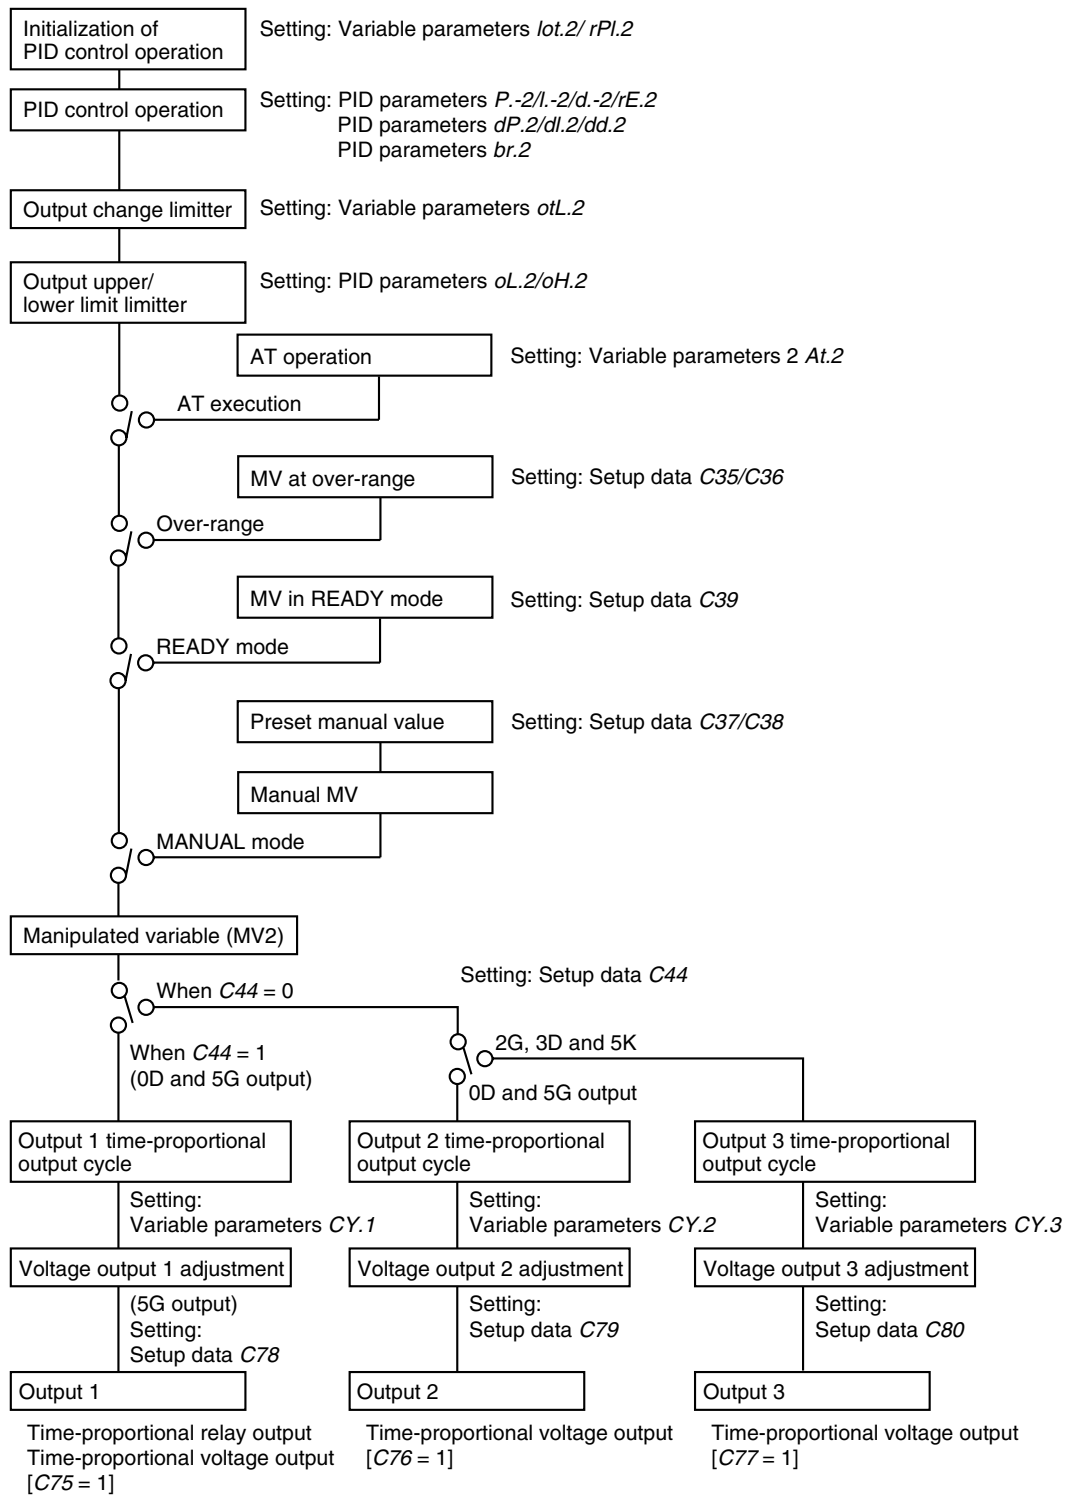 Initialization of
PID control operation
Setting: Variable parameters lot.2/ rPI.2
PID control operation
Setting: PID parameters P.-2/I.-2/d.-2/rE.2
PID parameters dP.2/dI.2/dd.2
PID parameters br.2
Output change limitter
Setting: Variable parameters otL.2
Output upper/
lower limit limitter
Setting: PID parameters oL.2/oH.2
AT operation
Setting: Variable parameters 2 At.2
AT execution
MV at over-range
Setting: Setup data C35/C36
Over-range
MV in READY mode
Setting: Setup data C39
READY mode
Preset manual value
Setting: Setup data C37/C38
Manual MV
MANUAL mode
Manipulated variable (MV2)
Setting: Setup data C44
When C44 = 0
When C44 = 1
(0D and 5G output)
2G, 3D and 5K
0D and 5G output
Output 1 time-proportional
output cycle
Output 2 time-proportional
output cycle
Output 3 time-proportional
output cycle
Setting:
Variable parameters CY.1
Setting:
Variable parameters CY.2
Setting:
Variable parameters CY.3
Voltage output 1 adjustment
Voltage output 2 adjustment
Voltage output 3 adjustment
(5G output)
Setting:
Setup data C78
Setting:
Setup data C79
Setting:
Setup data C80
Output 1
Output 2
Output 3
Time-proportional relay output
Time-proportional voltage output
[C75 = 1]
Time-proportional voltage output
[C76 = 1]
Time-proportional voltage output
[C77 = 1]